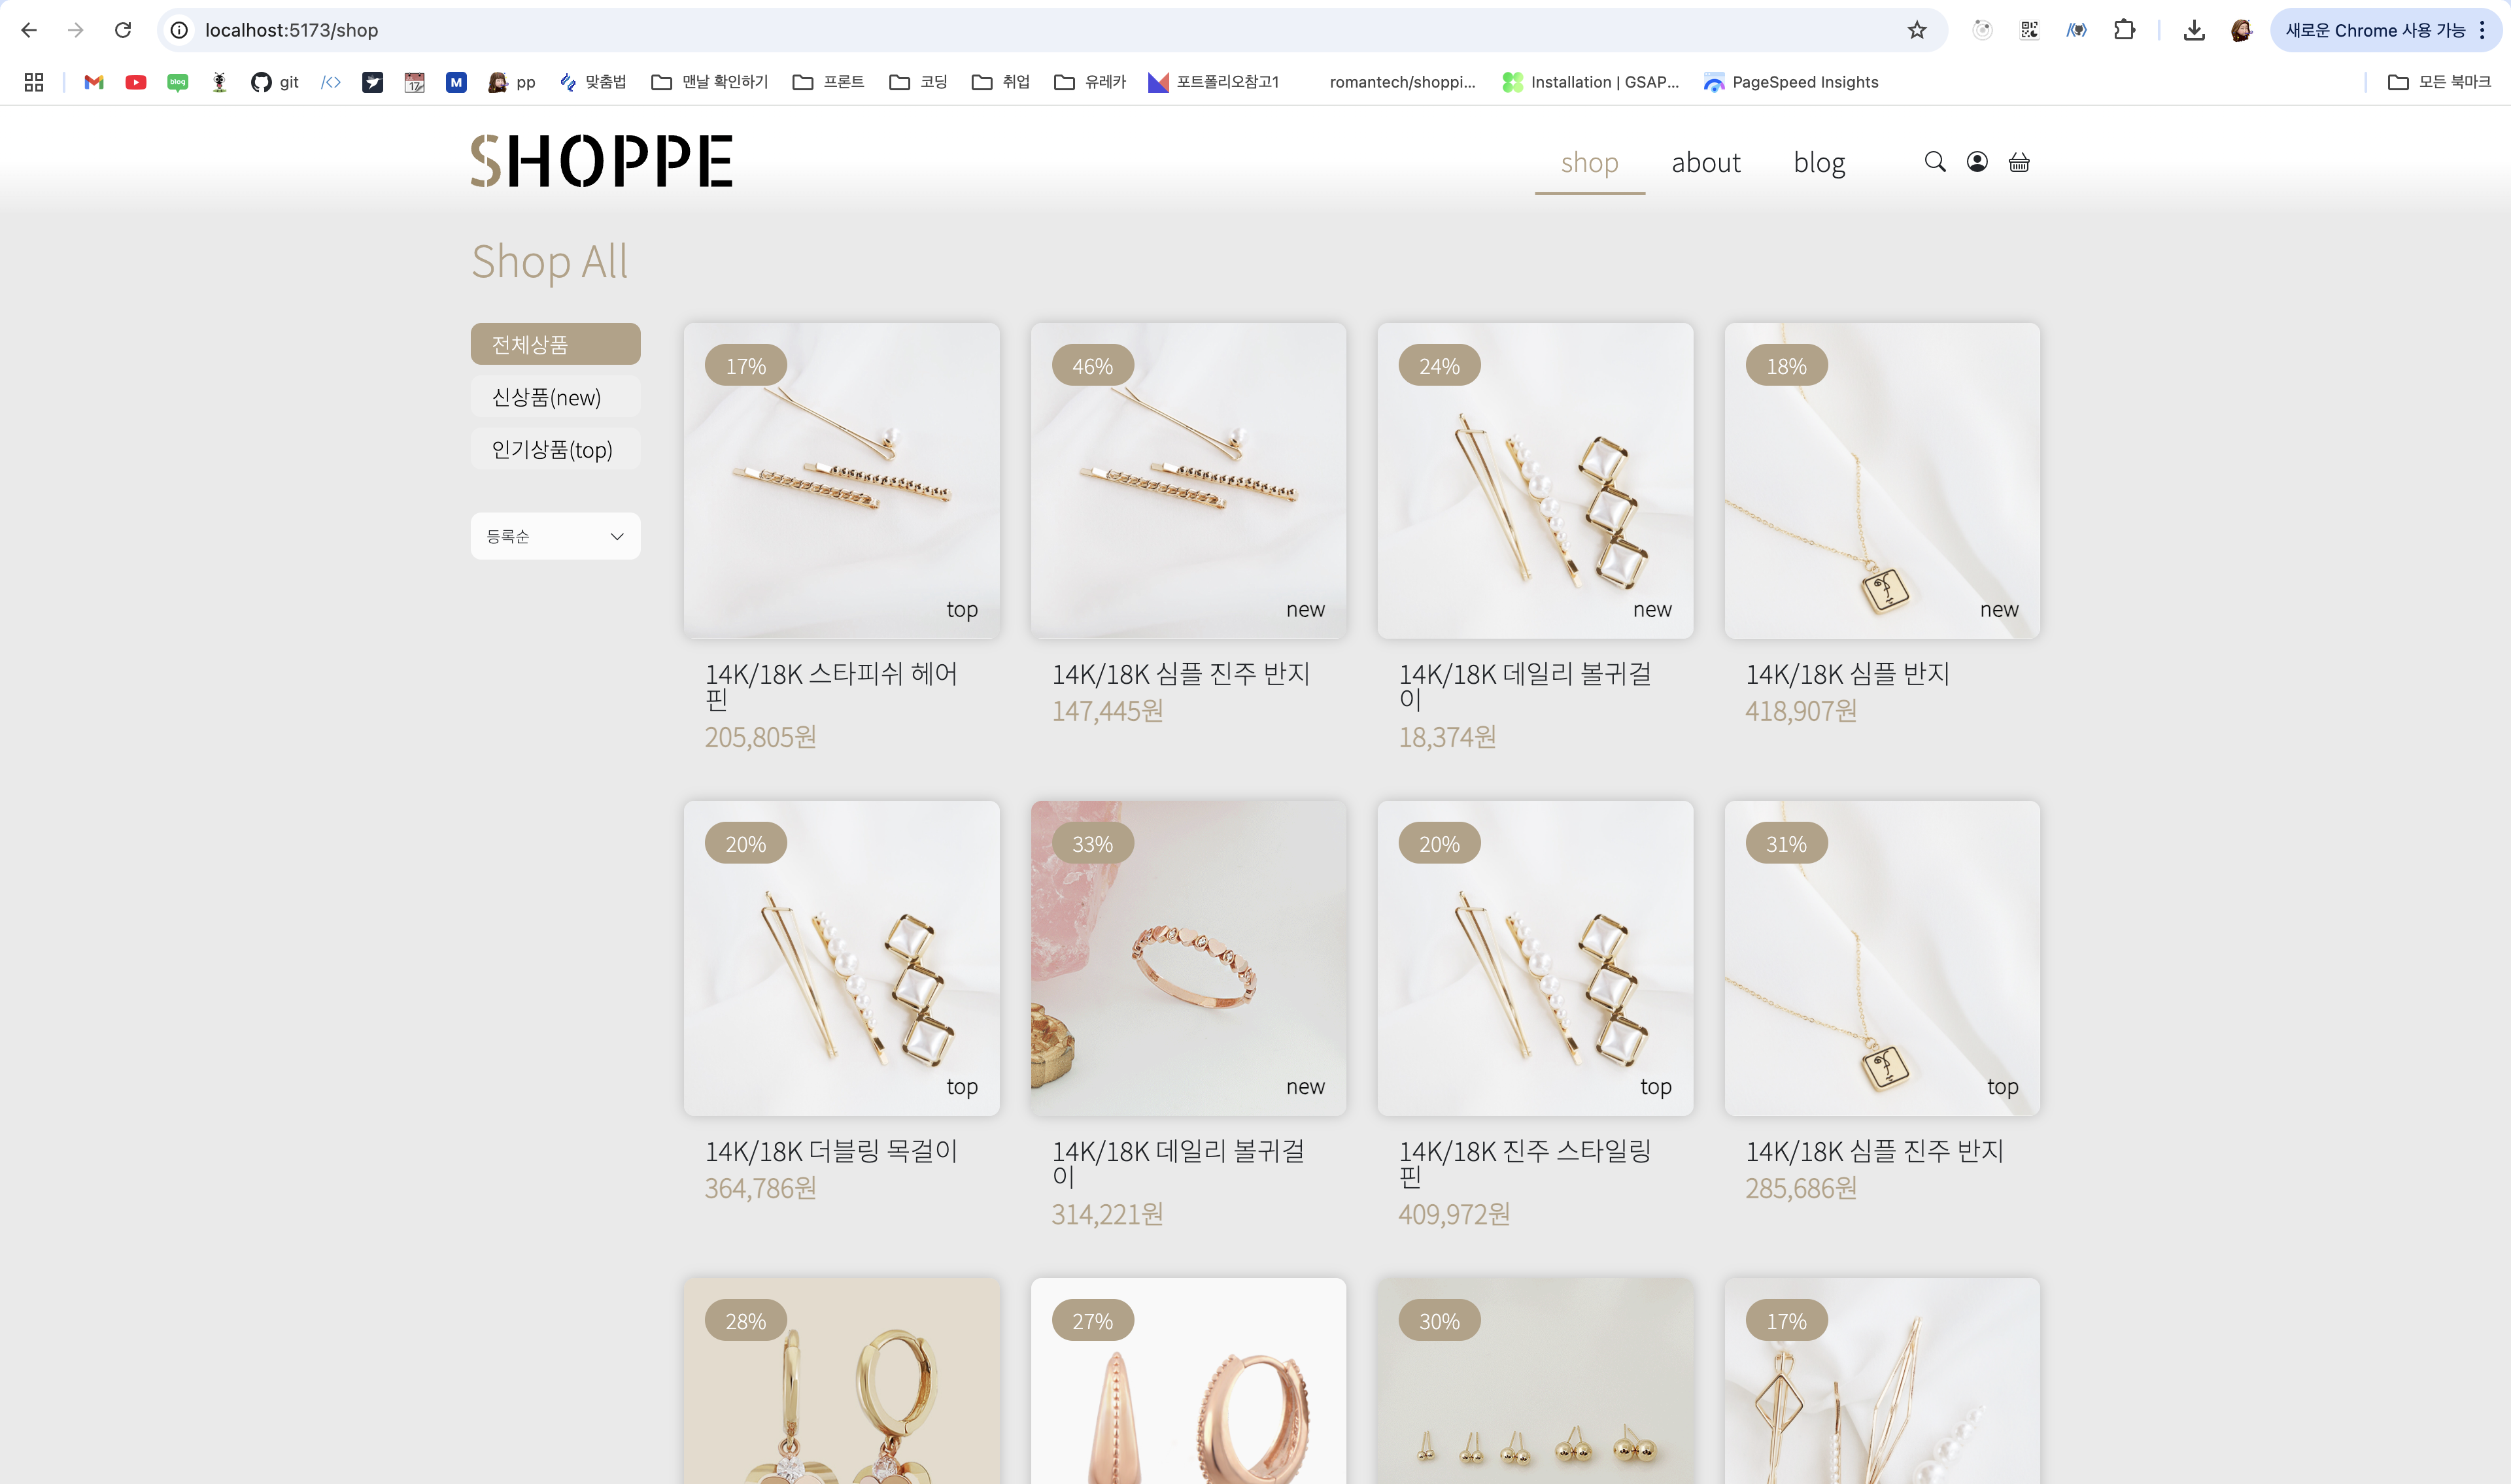 localhost:5173/shop
새로운 Chrome 사용 가능
blog
git
17
M
pp
맞춤법
맨날 확인하기
프론트
코딩
취업
유레카
포트폴리오참고1
romantech/shoppi...
Installation | GSAP...
PageSpeed Insights
모든 북마크
SHOPPE
shop
about
blog
Shop All
전체상품
신상품(new)
인기상품(top)
등록순
17%
46%
24%
18%
top
new
new
new
14K/18K 스타피쉬 헤어
핀
205,805원
14K/18K 심플 진주 반지
147,445원
14K/18K 데일리 볼귀걸
이
18,374원
14K/18K 심플 반지
418,907원
20%
33%
20%
31%
top
new
top
top
14K/18K 더블링 목걸이
364,786원
14K/18K 데일리 볼귀걸
이
314,221원
14K/18K 진주 스타일링
핀
409,972원
14K/18K 심플 진주 반지
285,686원
28%
27%
30%
17%